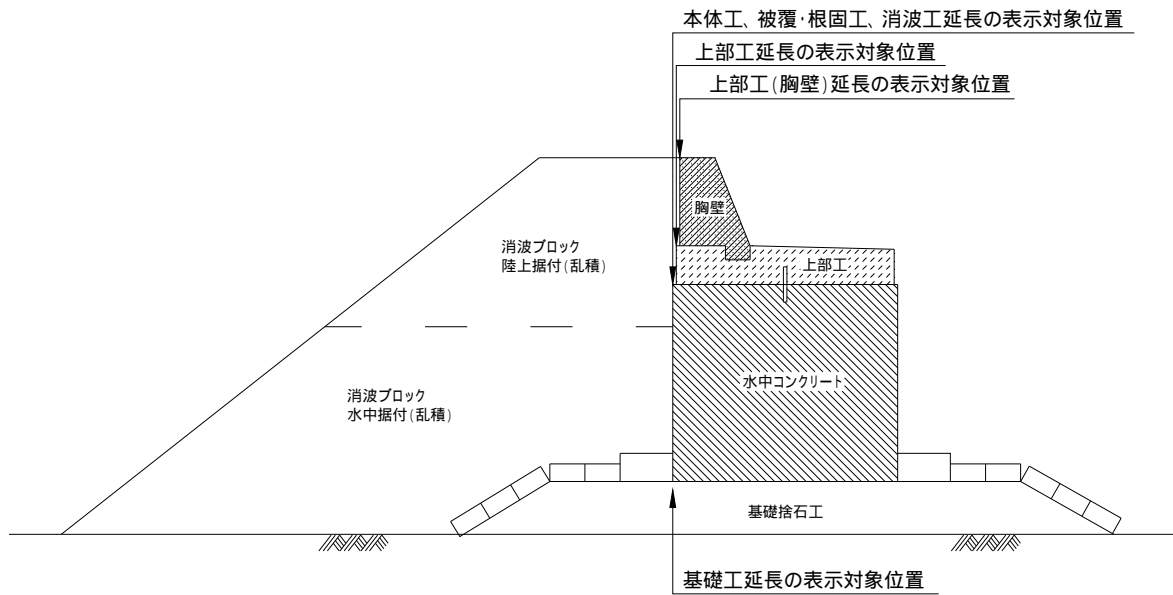 本体工、被覆･根固工、消波工延長の表示対象位置
上部工延長の表示対象位置
上部工(胸壁)延長の表示対象位置
胸壁
消波ブロック
陸上据付(乱積)
上部工
水中コンクリート
消波ブロック
水中据付(乱積)
基礎捨石工
基礎工延長の表示対象位置